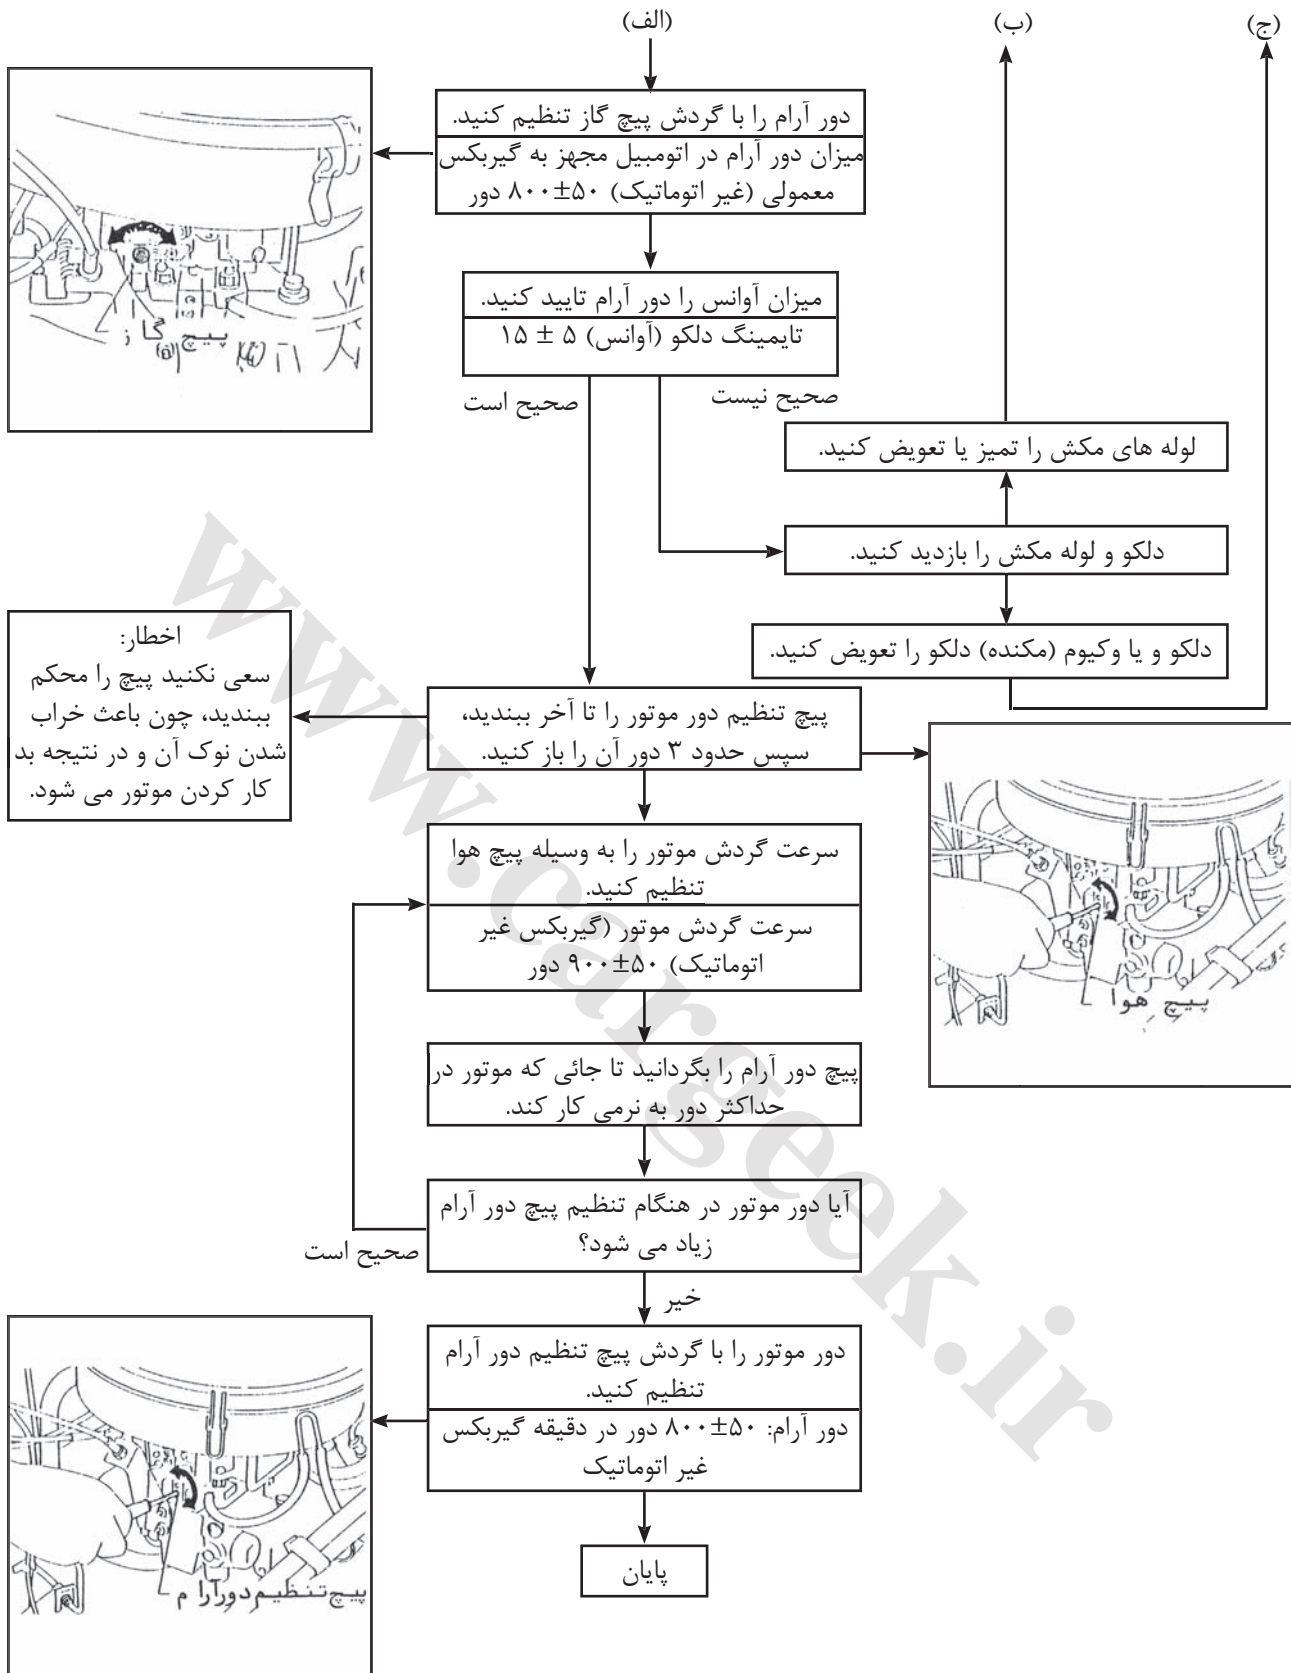 (الف)
(ب)
(ج)
دور آرام را با گردش پیچ گاز تنظیم کنید.
میزان دور آرام در اتومبیل مجهز به گیربکس
معمولی (غیر اتوماتیک) ۵۰±۸۰۰ دور
پیچ گاز
میزان آوانس را دور آرام تایید کنید.
تایمینگ دلکو (آوانس) ۵ ± ۱۵
صحیح نیست
صحیح است
لوله های مکش را تمیز یا تعویض کنید.
دلکو و لوله مکش را بازدید کنید.
دلکو و یا وکیوم (مکنده) دلکو را تعویض کنید.
پیچ تنظیم دور موتور را تا آخر ببندید،
سپس حدود ۳ دور آن را باز کنید.
اخطار:
سعی نکنید پیچ را محکم
ببندید، چون باعث خراب
شدن نوک آن و در نتیجه بد
کار کردن موتور می شود.
سرعت گردش موتور را به وسیله پیچ هوا
تنظیم کنید.
سرعت گردش موتور (گیربکس غیر
اتوماتیک) ۵۰±۹۰۰ دور
پیچ هوا
پیچ دور آرام را بگردانید تا جائی که موتور در
حداکثر دور به نرمی کار کند.
آیا دور موتور در هنگام تنظیم پیچ دور آرام
زیاد می شود؟
صحیح است
خیر
دور موتور را با گردش پیچ تنظیم دور آرام
تنظیم کنید.
دور آرام: ۵۰±۸۰۰ دور در دقیقه گیربکس
غیر اتوماتیک
پیچ تنظیم دورآرا م
پایان
www.cargeek.ir